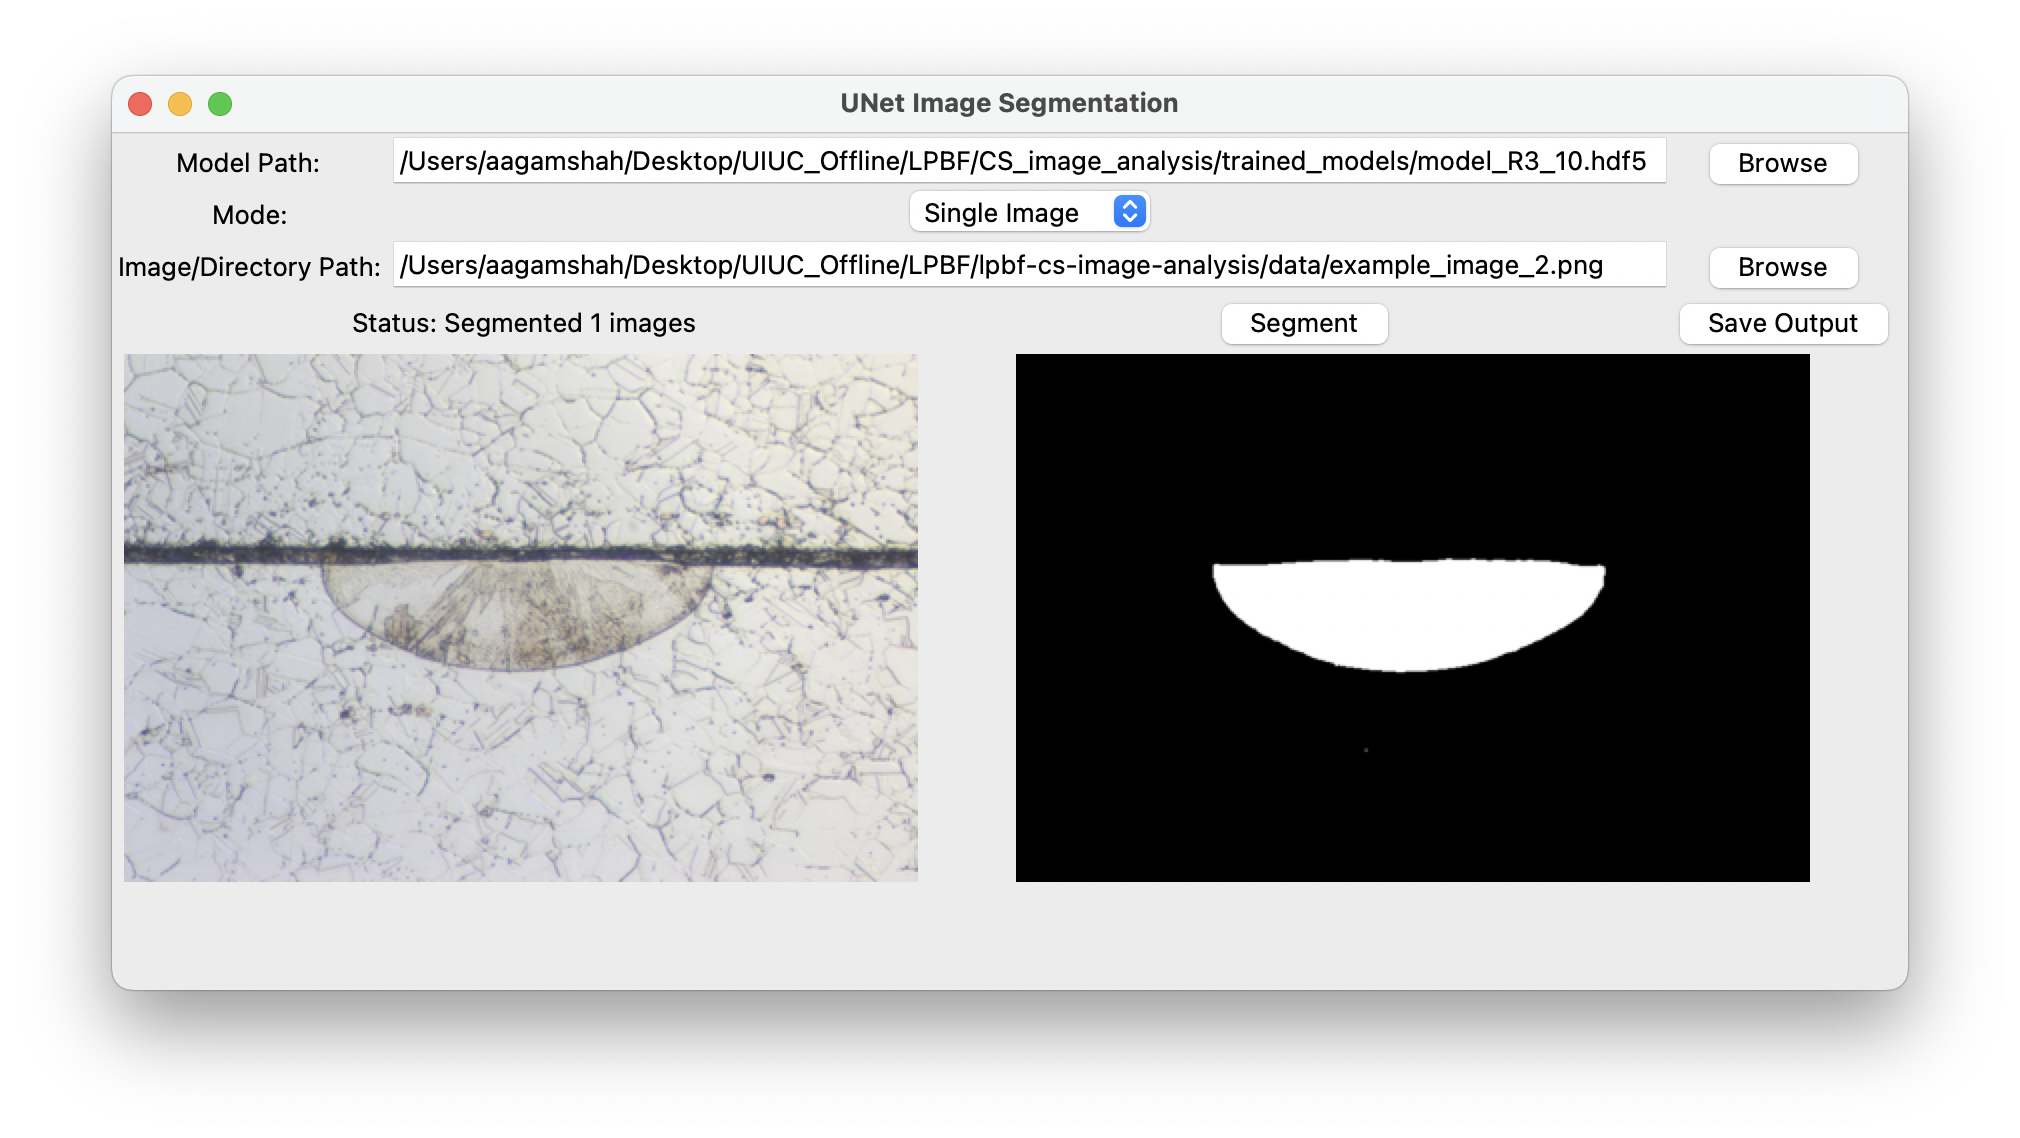 UNet Image Segmentation
Model Path: /Users/aagamshah/Desktop/UIUC_Offline/LPBF/CS_image_analysis/trained_models/model_R3_10.hdf5 Browse
Mode: Single Image
Image/Directory Path: /Users/aagamshah/Desktop/UIUC_Offline/LPBF/lpbf-cs-image-analysis/data/example_image_2.png Browse
Status: Segmented 1 images Segment Save Output